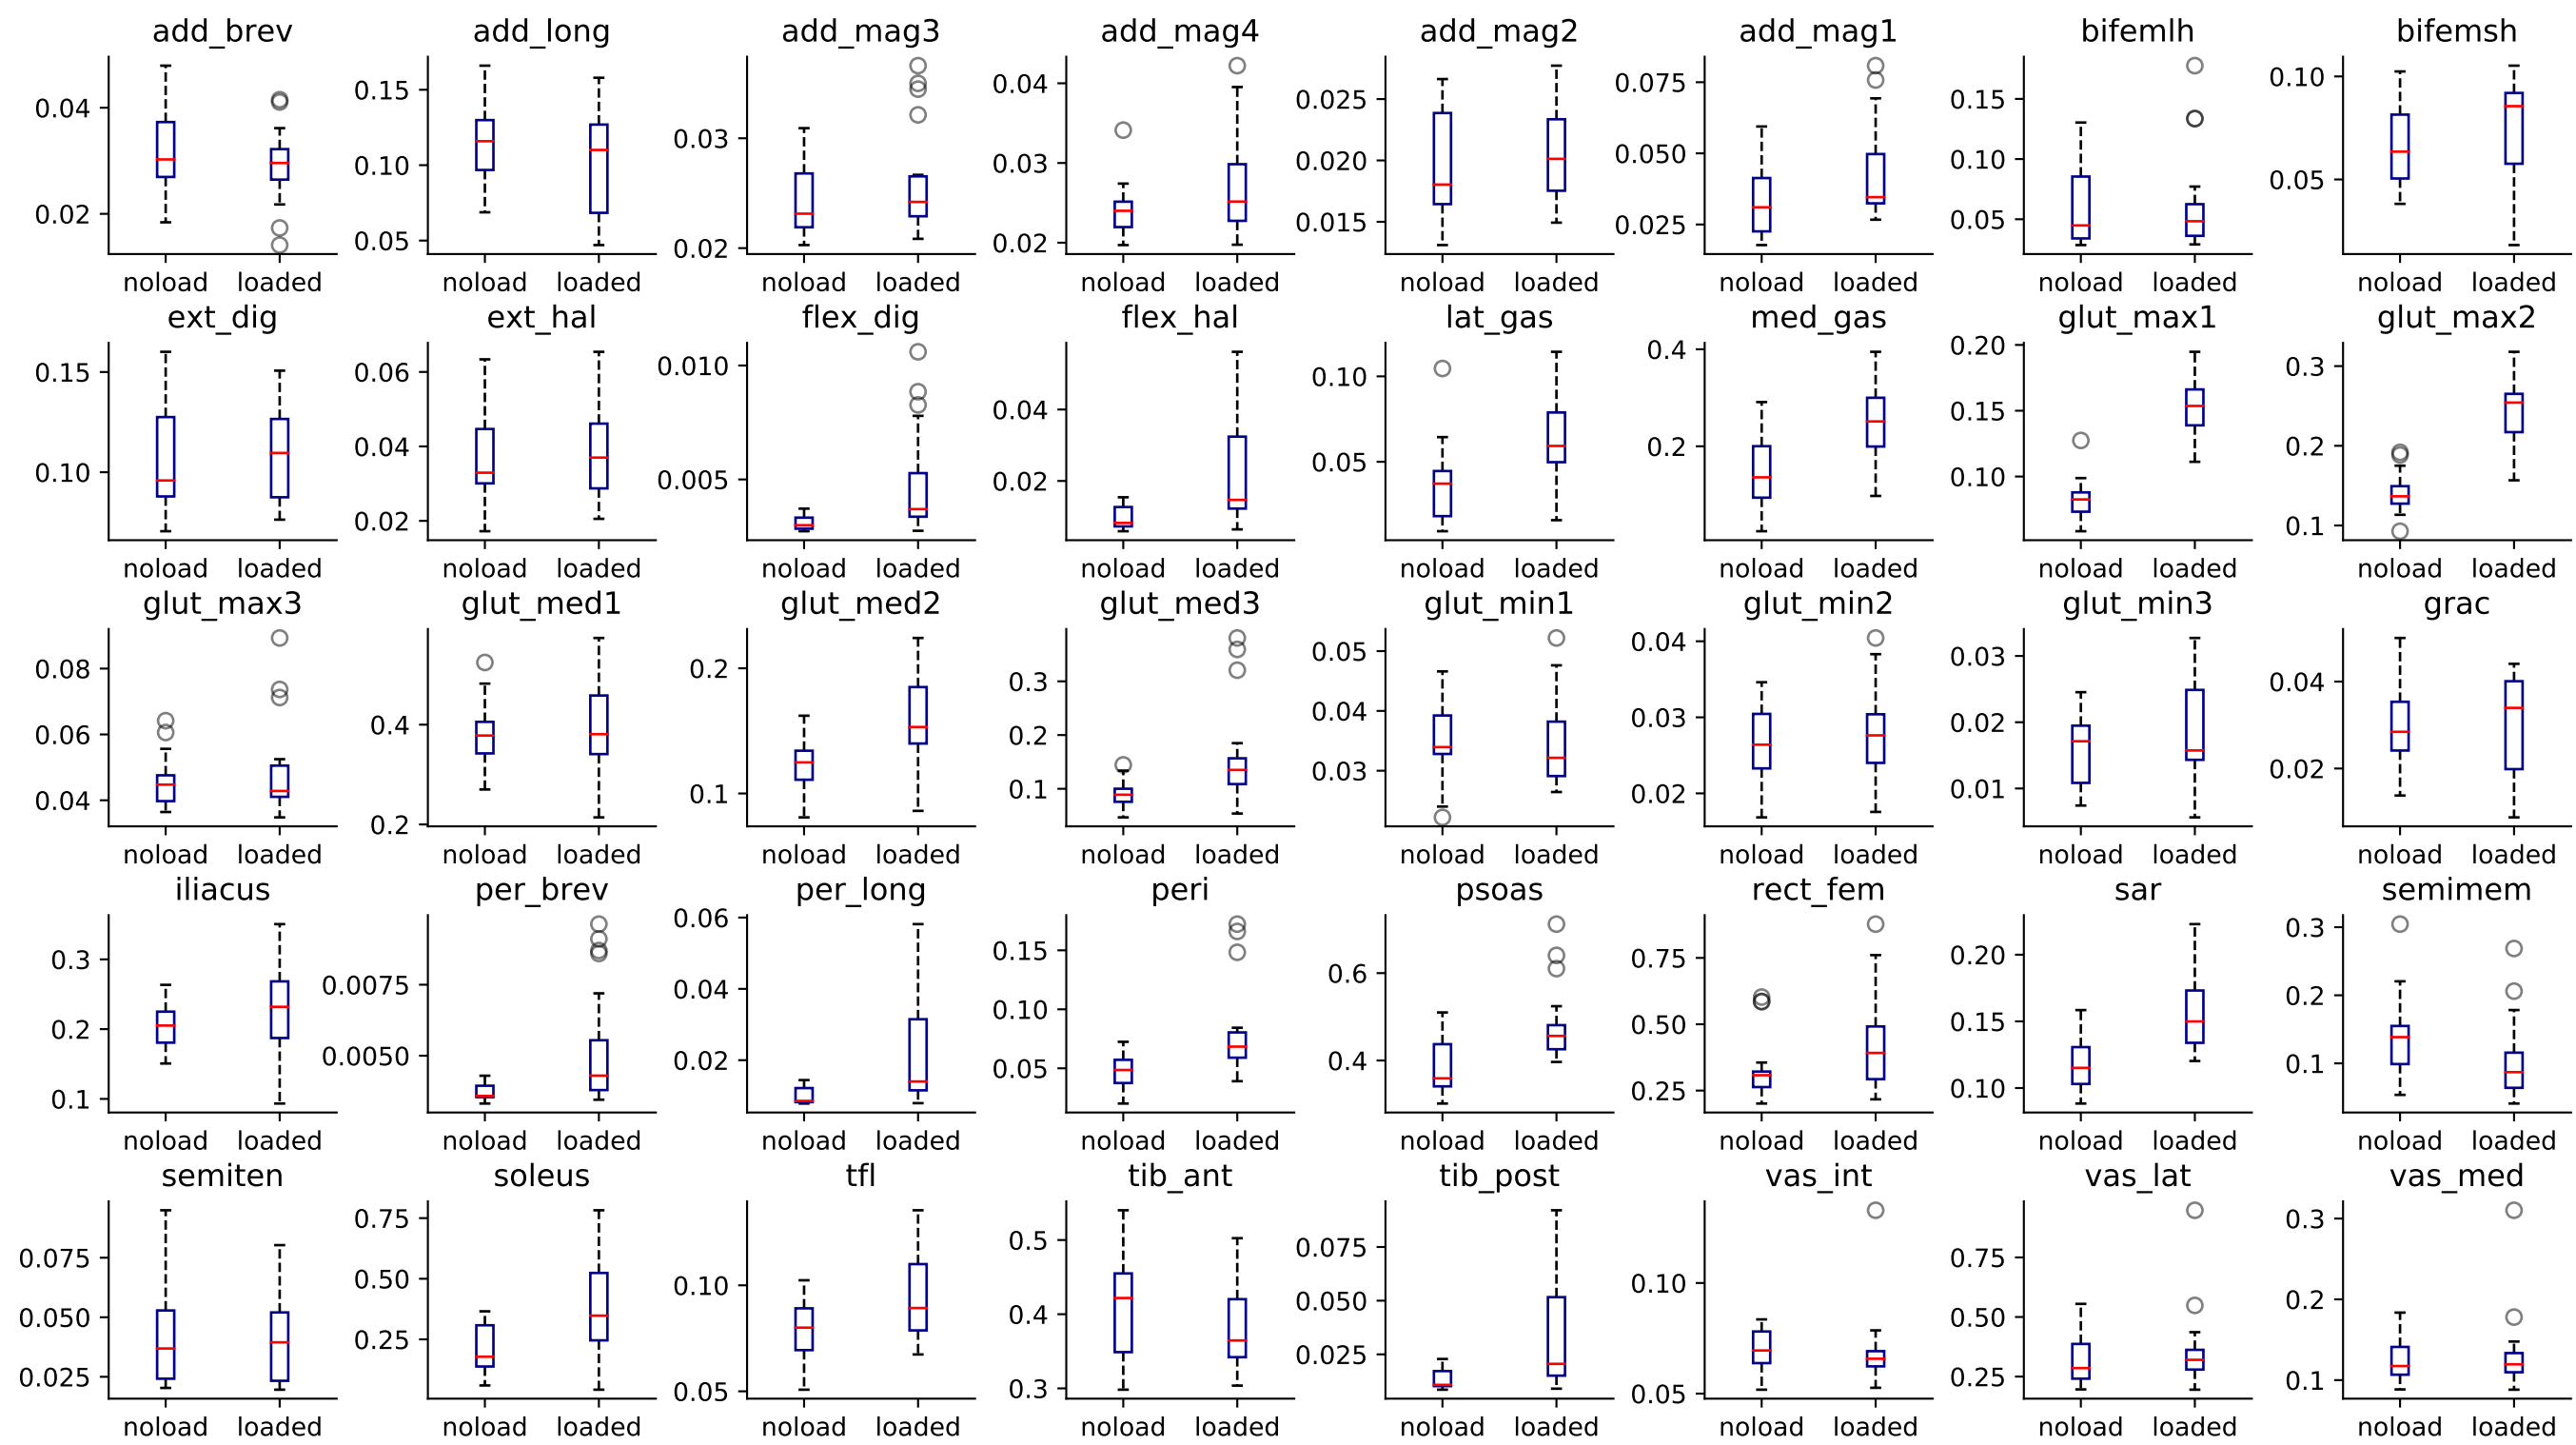 add_brev add_long add_mag3 add_mag4 add_mag2 add_mag1 bifemlh bifemsh
0.04 0.02 0.15 0.10 0.05 0.03 0.02 0.04 0.03 0.02 0.025 0.020 0.015 0.075 0.050 0.025 0.15 0.10 0.05 0.10 0.05
noload loaded noload loaded noload loaded noload loaded noload loaded noload loaded noload loaded noload loaded
ext_dig ext_hal flex_dig flex_hal lat_gas med_gas glut_max1 glut_max2
0.15 0.10 0.06 0.04 0.02 0.010 0.005 0.04 0.02 0.10 0.05 0.4 0.2 0.20 0.15 0.10 0.3 0.2 0.1
noload loaded noload loaded noload loaded noload loaded noload loaded noload loaded noload loaded noload loaded
glut_max3 glut_med1 glut_med2 glut_med3 glut_min1 glut_min2 glut_min3 grac
0.08 0.06 0.04 0.4 0.2 0.2 0.1 0.3 0.2 0.1 0.05 0.04 0.03 0.04 0.03 0.02 0.03 0.02 0.01 0.04 0.02
noload loaded noload loaded noload loaded noload loaded noload loaded noload loaded noload loaded noload loaded
iliacus per_brev per_long peri psoas rect_fem sar semimem
0.3 0.2 0.1 0.0075 0.0050 0.06 0.04 0.02 0.15 0.10 0.05 0.6 0.4 0.75 0.50 0.25 0.20 0.15 0.10 0.3 0.2 0.1
noload loaded noload loaded noload loaded noload loaded noload loaded noload loaded noload loaded noload loaded
semiten soleus tfl tib_ant tib_post vas_int vas_lat vas_med
0.075 0.050 0.025 0.75 0.50 0.25 0.10 0.05 0.5 0.4 0.3 0.075 0.050 0.025 0.10 0.05 0.75 0.50 0.25 0.3 0.2 0.1
noload loaded noload loaded noload loaded noload loaded noload loaded noload loaded noload loaded noload loaded